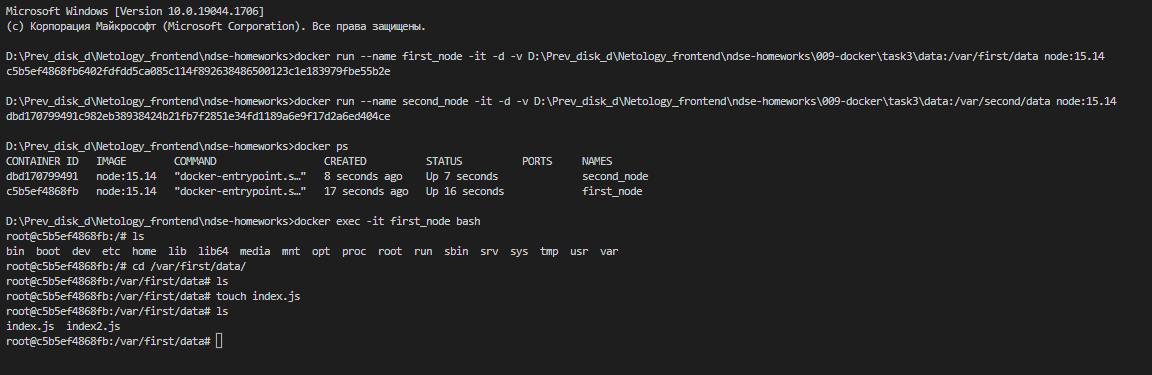 Microsoft Windows [Version 10.0.19044.1706]
(c) Корпорация Майкрософт (Microsoft Corporation). Все права защищены.
D:\Prev_disk_d\Netology_frontend\ndse-homeworks>docker run --name first_node -it -d -v D:\Prev_disk_d\Netology_frontend\ndse-homeworks\009-docker\task3\data:/var/first/data node:15.14
c5b5ef4868fb6402fdfdd5ca085c114f892638486500123c1e183979fbe55b2e
D:\Prev_disk_d\Netology_frontend\ndse-homeworks>docker run --name second_node -it -d -v D:\Prev_disk_d\Netology_frontend\ndse-homeworks\009-docker\task3\data:/var/second/data node:15.14
dbd170799491c982eb38938424b21fb7f2851e34fd1189a6e9f17d2a6ed404ce
D:\Prev_disk_d\Netology_frontend\ndse-homeworks>docker ps
CONTAINER ID   IMAGE        COMMAND                  CREATED          STATUS          PORTS     NAMES
dbd170799491   node:15.14   "docker-entrypoint.s…"   8 seconds ago    Up 7 seconds              second_node
c5b5ef4868fb   node:15.14   "docker-entrypoint.s…"   17 seconds ago   Up 16 seconds             first_node
D:\Prev_disk_d\Netology_frontend\ndse-homeworks>docker exec -it first_node bash
root@c5b5ef4868fb:/# ls
bin  boot  dev  etc  home  lib  lib64  media  mnt  opt  proc  root  run  sbin  srv  sys  tmp  usr  var
root@c5b5ef4868fb:/# cd /var/first/data/
root@c5b5ef4868fb:/var/first/data# ls
root@c5b5ef4868fb:/var/first/data# touch index.js
root@c5b5ef4868fb:/var/first/data# ls
index.js  index2.js
root@c5b5ef4868fb:/var/first/data#